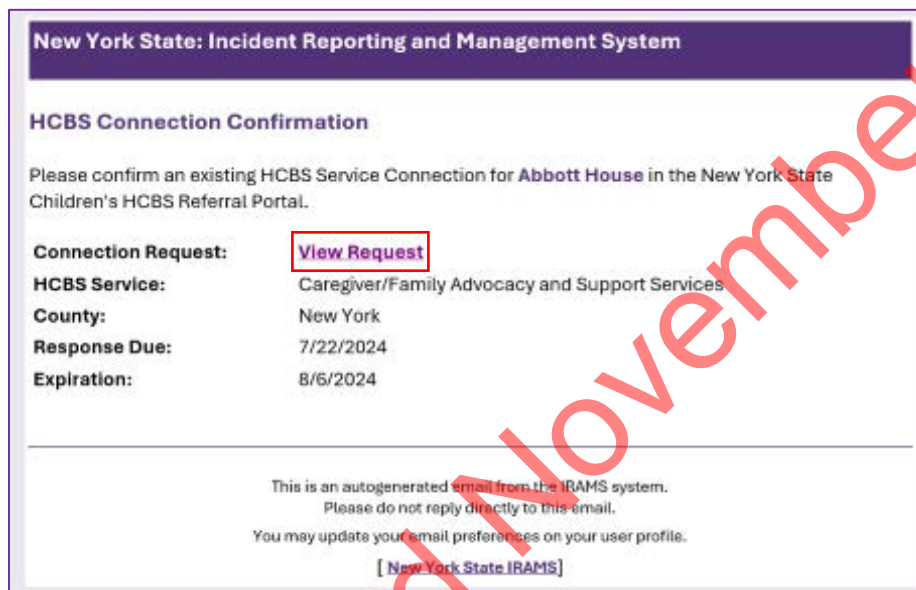 New York State: Incident Reporting and Management System
HCBS Connection Confirmation
Please confirm an existing HCBS Service Connection for Abbott House in the New York State
Children's HCBS Referral Portal.
Connection Request: View Request
HCBS Service: Caregiver/Family Advocacy and Support Services
County: New York
Response Due: 7/22/2024
Expiration: 8/6/2024
This is an autogenerated email from the IRAMS system.
Please do not reply directly to this email.
You may update your email preferences on your user profile.
[ New York State IRAMS]
d November